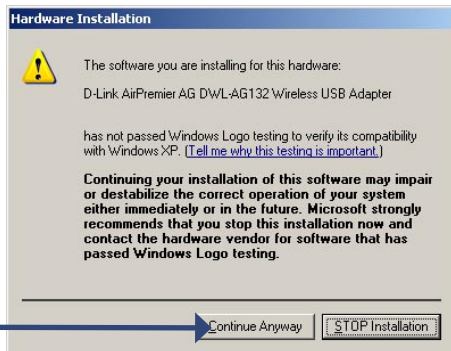 Hardware Installation
The software you are installing for this hardware:
D-Link AirPremier AG DWL-AG132 Wireless USB Adapter
has not passed Windows Logo testing to verify its compatibility
with Windows XP. (Tell me why this testing is important.)
Continuing your installation of this software may impair
or destabilize the correct operation of your system
either immediately or in the future. Microsoft strongly
recommends that you stop this installation now and
contact the hardware vendor for software that has
passed Windows Logo testing.
Continue Anyway
STOP Installation